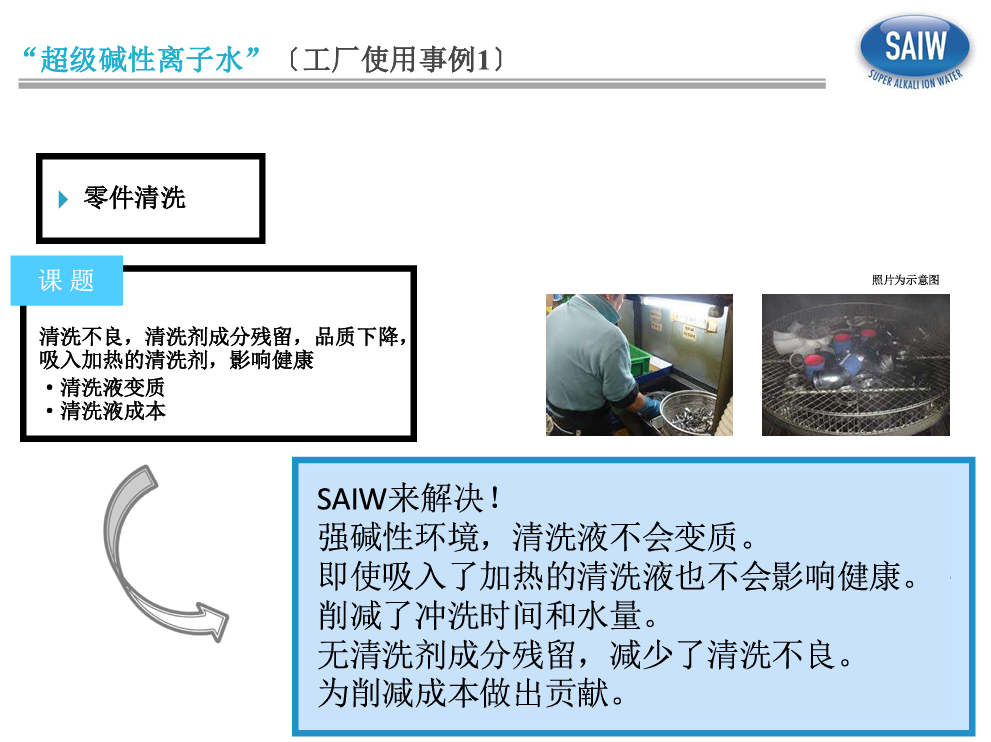 “超级碱性离子水”〔工厂使用事例1〕
SAIW
SUPER ALKALI ION WATER
零件清洗
课 题
清洗不良，清洗剂成分残留，品质下降，
吸入加热的清洗剂，影响健康
・清洗液变质
・清洗液成本
照片为示意图
SAIW来解决！
强碱性环境，清洗液不会变质。
即使吸入了加热的清洗液也不会影响健康。
削减了冲洗时间和水量。
无清洗剂成分残留，减少了清洗不良。
为削减成本做出贡献。